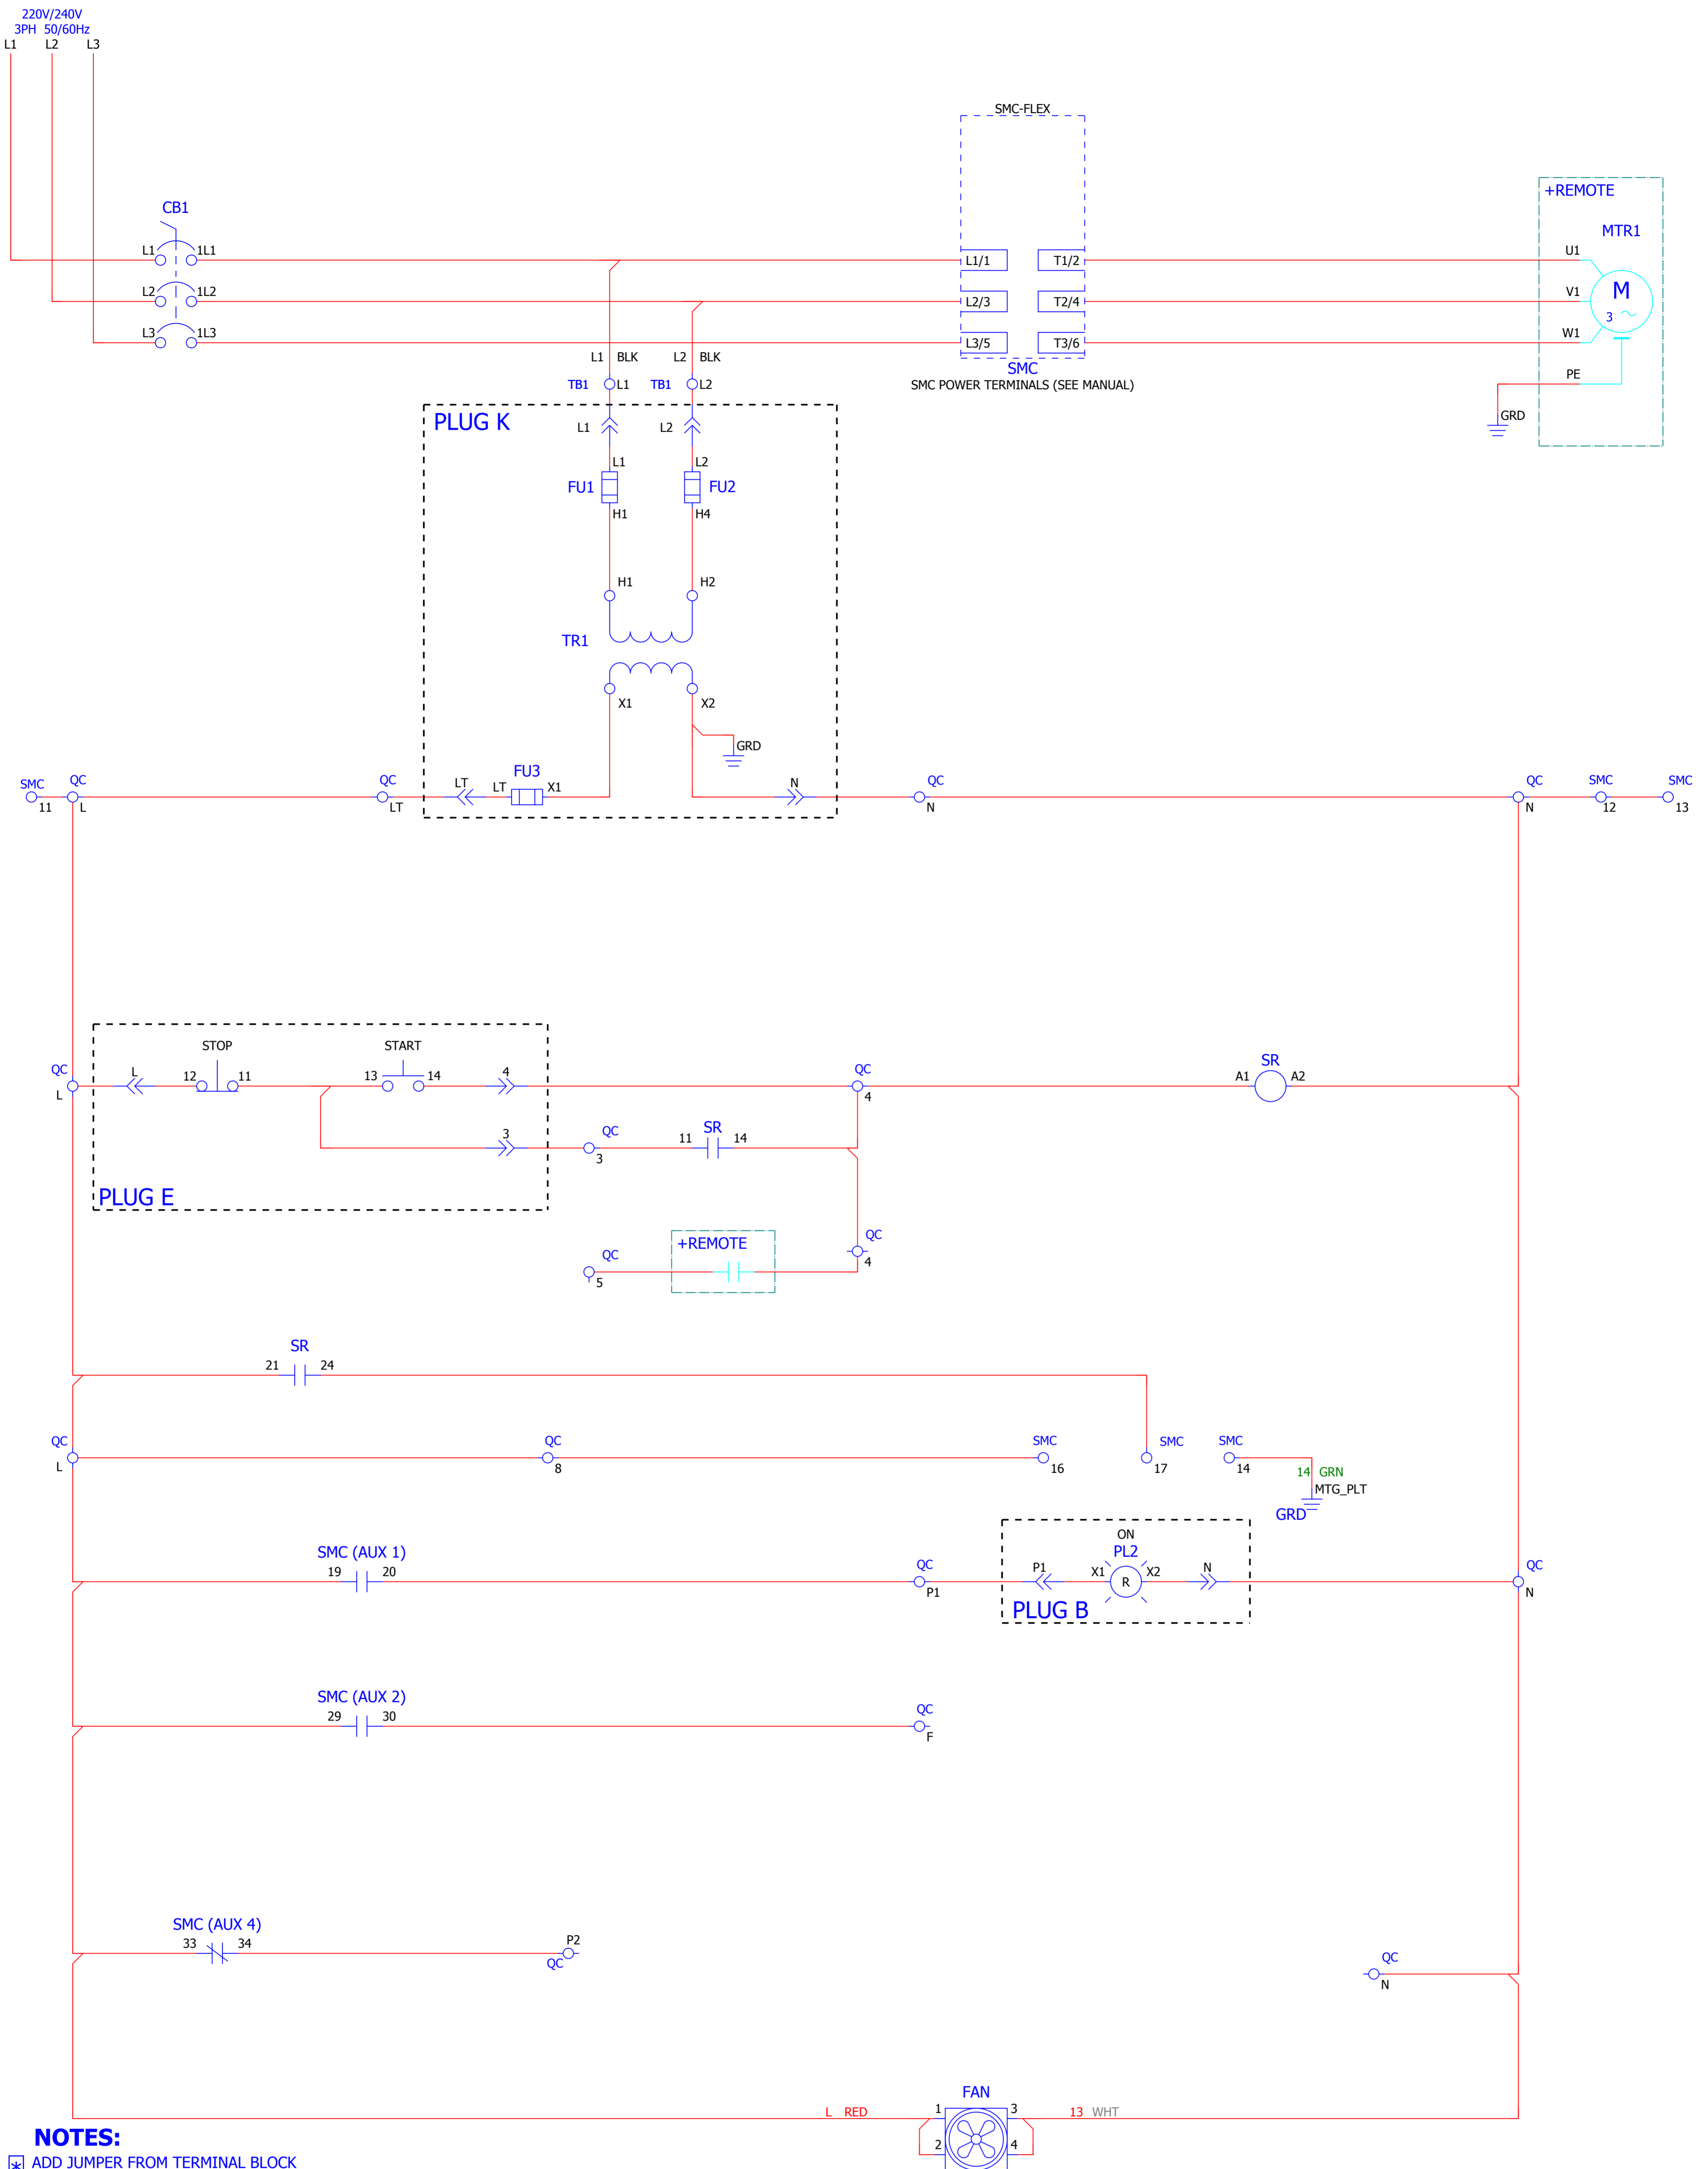 220V/240V
3PH 50/60Hz
L1 L2 L3
SMC-FLEX
+REMOTE
CB1
MTR1
L1 1L1 L1/1 T1/2 U1
L2 1L2 L2/3 T2/4 V1
M
3
L3 1L3 L3/5 T3/6 W1
L1 BLK L2 BLK
SMC
SMC POWER TERMINALS (SEE MANUAL)
TB1 L1 TB1 L2
PE
GRD
PLUG K
L1 L2
L1 L2
FU1 FU2
H1 H4
H1 H2
TR1
X1 X2
GRD
FU3
SMC QC QC LT LT X1 N QC QC SMC SMC
11 L LT N N 12 13
STOP START
QC L 12 11 13 14 4 QC SR
L 4 A1 A2
3 QC 11 SR 14
3
PLUG E
QC
4
+REMOTE
QC
5
SR
21 24
QC QC SMC SMC SMC
L 8 16 17 14
14 GRN
MTG_PLT
GRD
ON
PL2
SMC (AUX 1)
19 20 QC P1 X1 R X2 N QC
P1 N
PLUG B
SMC (AUX 2)
29 30 QC
F
SMC (AUX 4)
33 34 P2
QC
QC
N
FAN
L RED 1 3 13 WHT
2 4
NOTES:
* ADD JUMPER FROM TERMINAL BLOCK